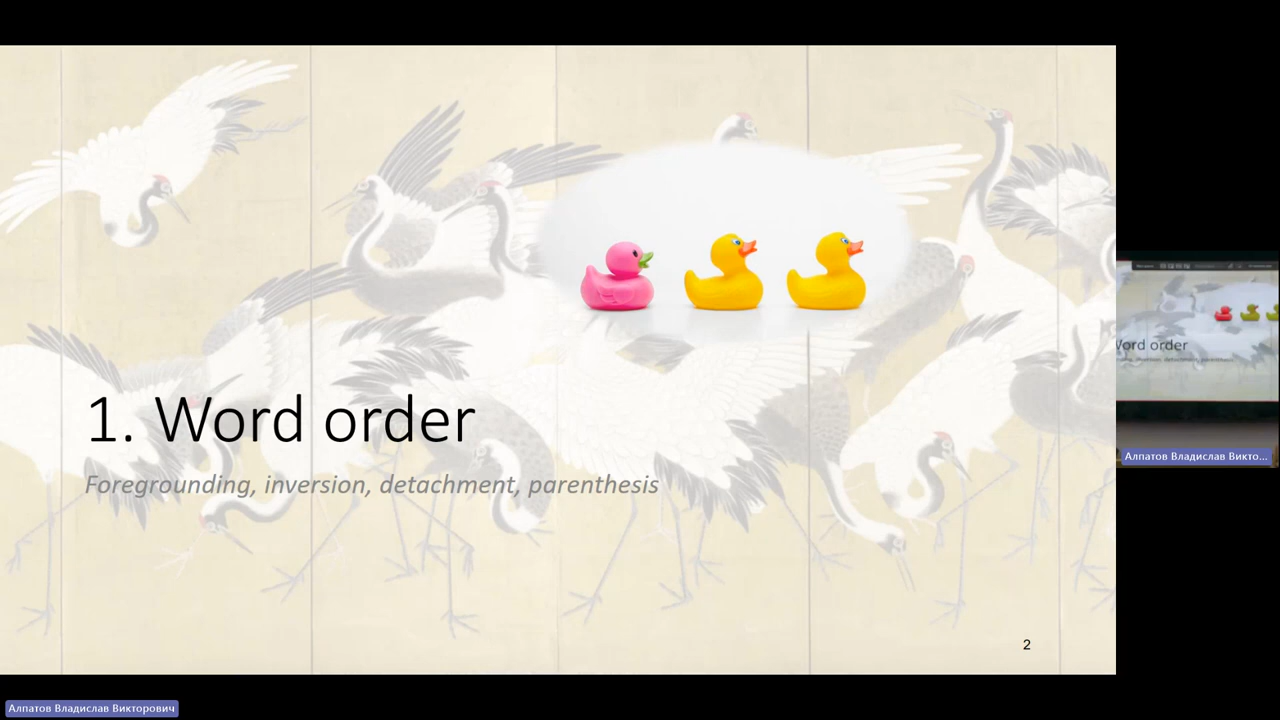 1. Word order
Foregrounding, inversion, detachment, parenthesis
2
Word order
Алпатов Владислав Викто...
Алпатов Владислав Викторович